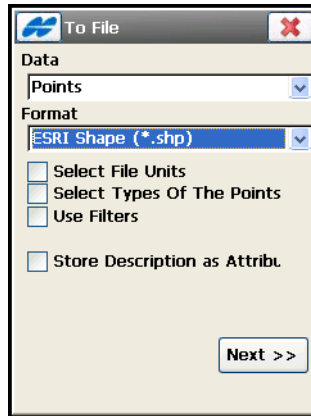 To File
Data
Points
Format
ESRI Shape (*.shp)
Select File Units
Select Types Of The Points
Use Filters
Store Description as Attribu
Next >>